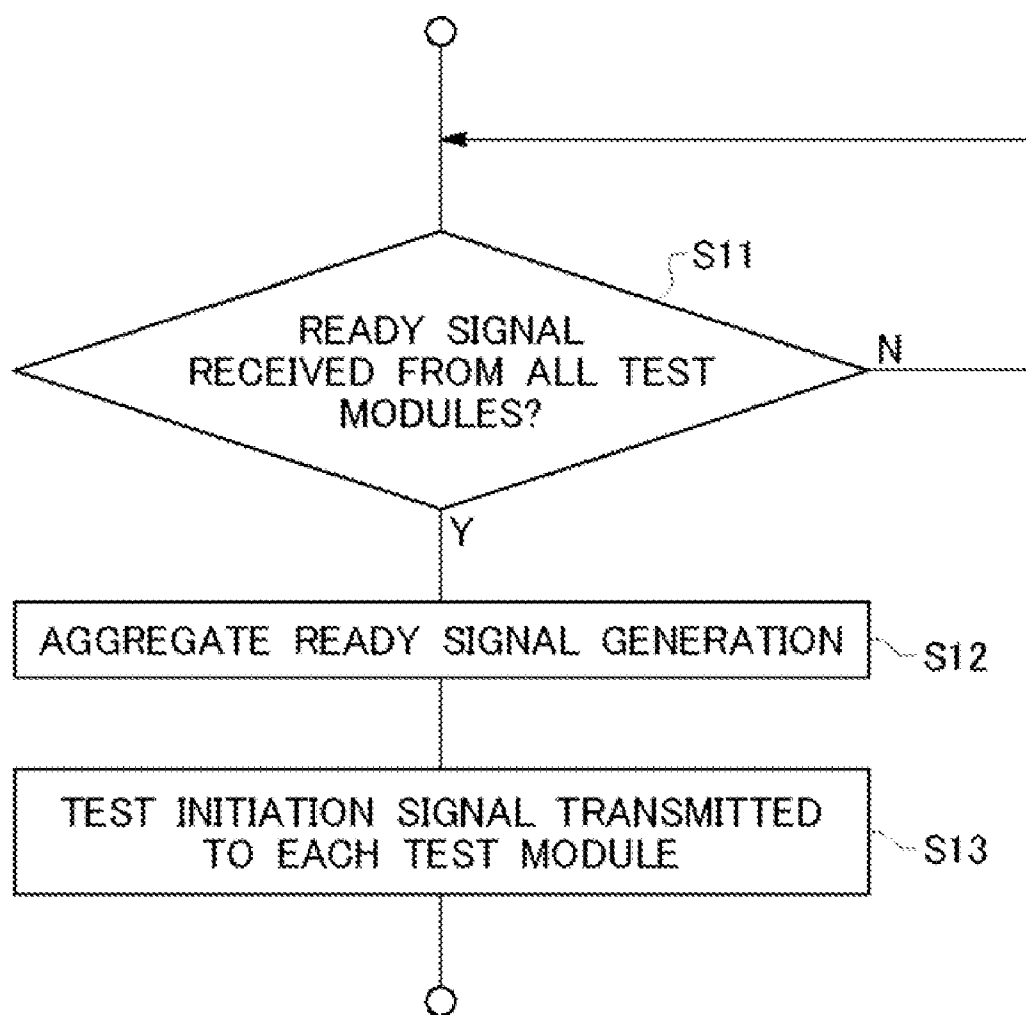 S11
READY SIGNAL
RECEIVED FROM ALL TEST
MODULES?
N
Y
AGGREGATE READY SIGNAL GENERATION
S12
TEST INITIATION SIGNAL TRANSMITTED
TO EACH TEST MODULE
S13